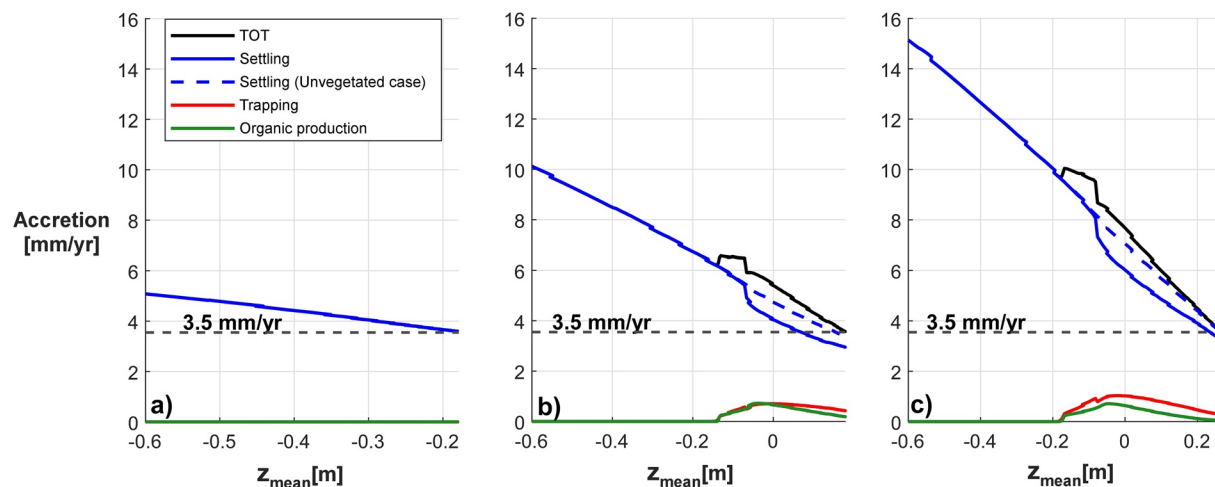 16
14
12
10
8
6
4
2
0
Accretion
[mm/yr]
TOT
Settling
Settling (Unvegetated case)
Trapping
Organic production
3.5 mm/yr
a)
-0.6 -0.5 -0.4 -0.3 -0.2
zmean[m]
16
14
12
10
8
6
4
2
0
3.5 mm/yr
b)
-0.6 -0.4 -0.2 0
zmean[m]
16
14
12
10
8
6
4
2
0
3.5 mm/yr
c)
-0.6 -0.4 -0.2 0 0.2
zmean[m]